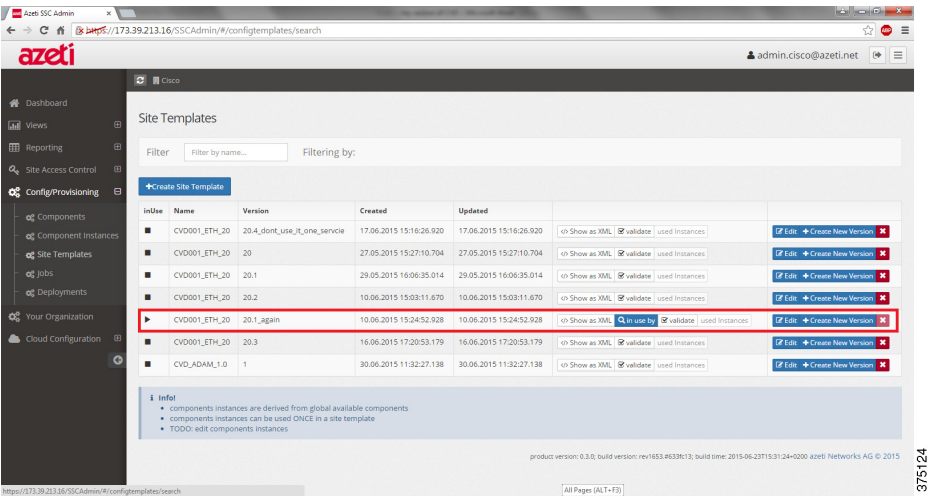 Azeti SSC Admin
https://173.39.213.16/SSCAdmin/#/configtemplates/search
ABP
azeti
admin.cisco@azeti.net
Cisco
Dashboard
Views
Reporting
Site Access Control
Config/Provisioning
Components
Component Instances
Site Templates
Jobs
Deployments
Your Organization
Cloud Configuration
Site Templates
Filter Filter by name... Filtering by:
+Create Site Template
inUse Name Version Created Updated
CVD001_ETH_20 20.4_dont_use_it_one_servcie 17.06.2015 15:16:26.920 17.06.2015 15:16:26.920 </> Show as XML validate used Instances Edit + Create New Version
CVD001_ETH_20 20 27.05.2015 15:27:10.704 27.05.2015 15:27:10.704 </> Show as XML validate used Instances Edit + Create New Version
CVD001_ETH_20 20.1 29.05.2015 16:06:35.014 29.05.2015 16:06:35.014 </> Show as XML validate used Instances Edit + Create New Version
CVD001_ETH_20 20.2 10.06.2015 15:03:11.670 10.06.2015 15:03:11.670 </> Show as XML validate used Instances Edit + Create New Version
CVD001_ETH_20 20.1_again 10.06.2015 15:24:52.928 10.06.2015 15:24:52.928 </> Show as XML in use by validate used Instances Edit + Create New Version
CVD001_ETH_20 20.3 16.06.2015 17:20:53.179 16.06.2015 17:20:53.179 </> Show as XML validate used Instances Edit + Create New Version
CVD_ADAM_1.0 1 30.06.2015 11:32:27.138 30.06.2015 11:32:27.138 </> Show as XML validate used Instances Edit + Create New Version
i Info!
• components instances are derived from global available components
• components instances can be used ONCE in a site template
• TODO: edit components instances
product version: 0.3.0; build version: rev1653.#633fc13; build time: 2015-06-23T15:31:24+0200 azeti Networks AG © 2015
https://173.39.213.16/SSCAdmin/#/configtemplates/search
All Pages (ALT+F3)
375124